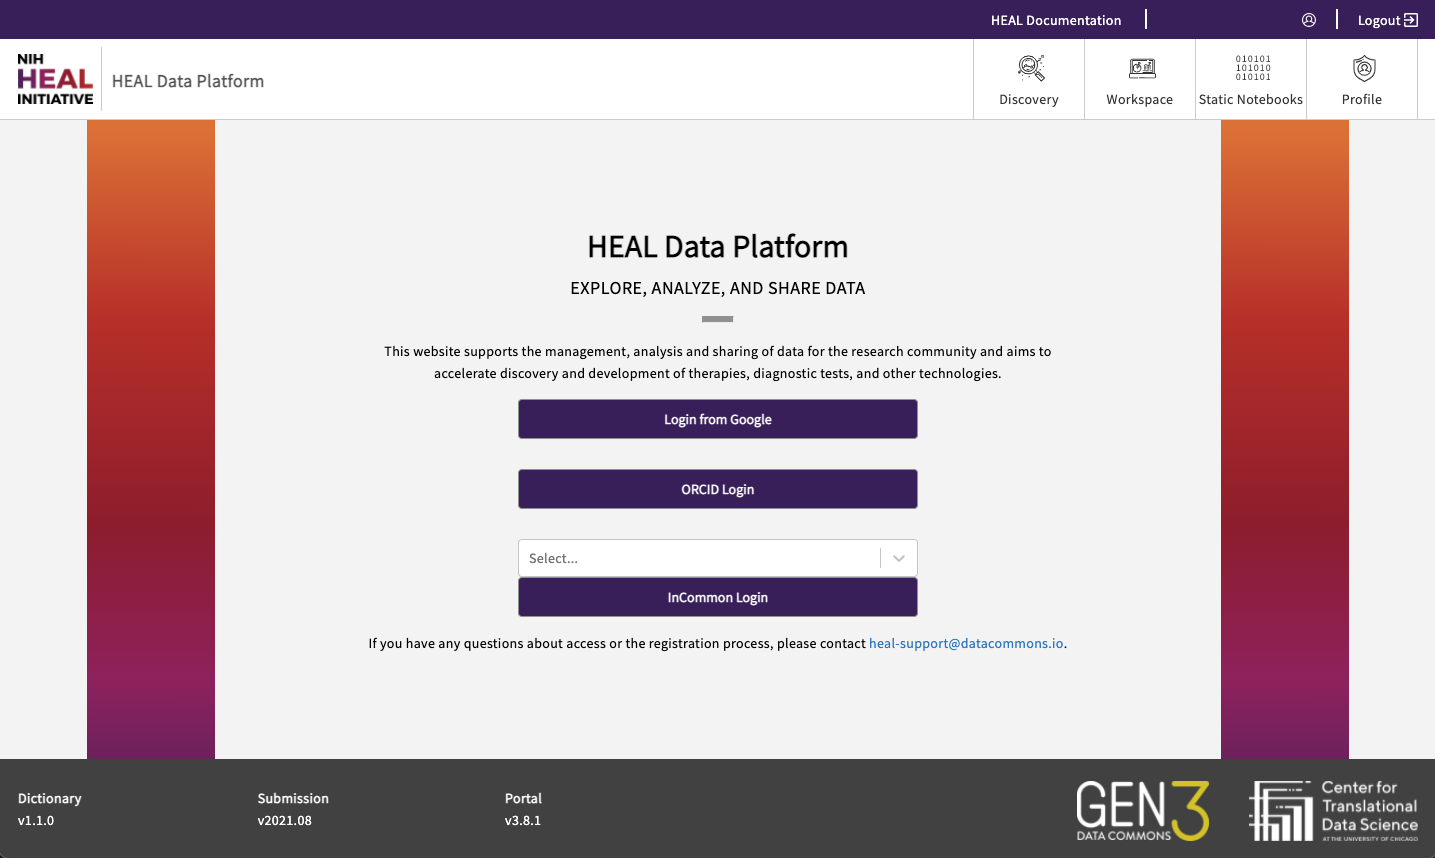 HEAL Documentation
Logout
NIH
HEAL
INITIATIVE
HEAL Data Platform
Discovery
Workspace
010101
101010
010101
Static Notebooks
Profile
HEAL Data Platform
EXPLORE, ANALYZE, AND SHARE DATA
This website supports the management, analysis and sharing of data for the research community and aims to
accelerate discovery and development of therapies, diagnostic tests, and other technologies.
Login from Google
ORCID Login
Select...
InCommon Login
If you have any questions about access or the registration process, please contact heal-support@datacommons.io.
Dictionary
v1.1.0
Submission
v2021.08
Portal
v3.8.1
GEN3
DATA COMMONS
Center for
Translational
Data Science
AT THE UNIVERSITY OF CHICAGO